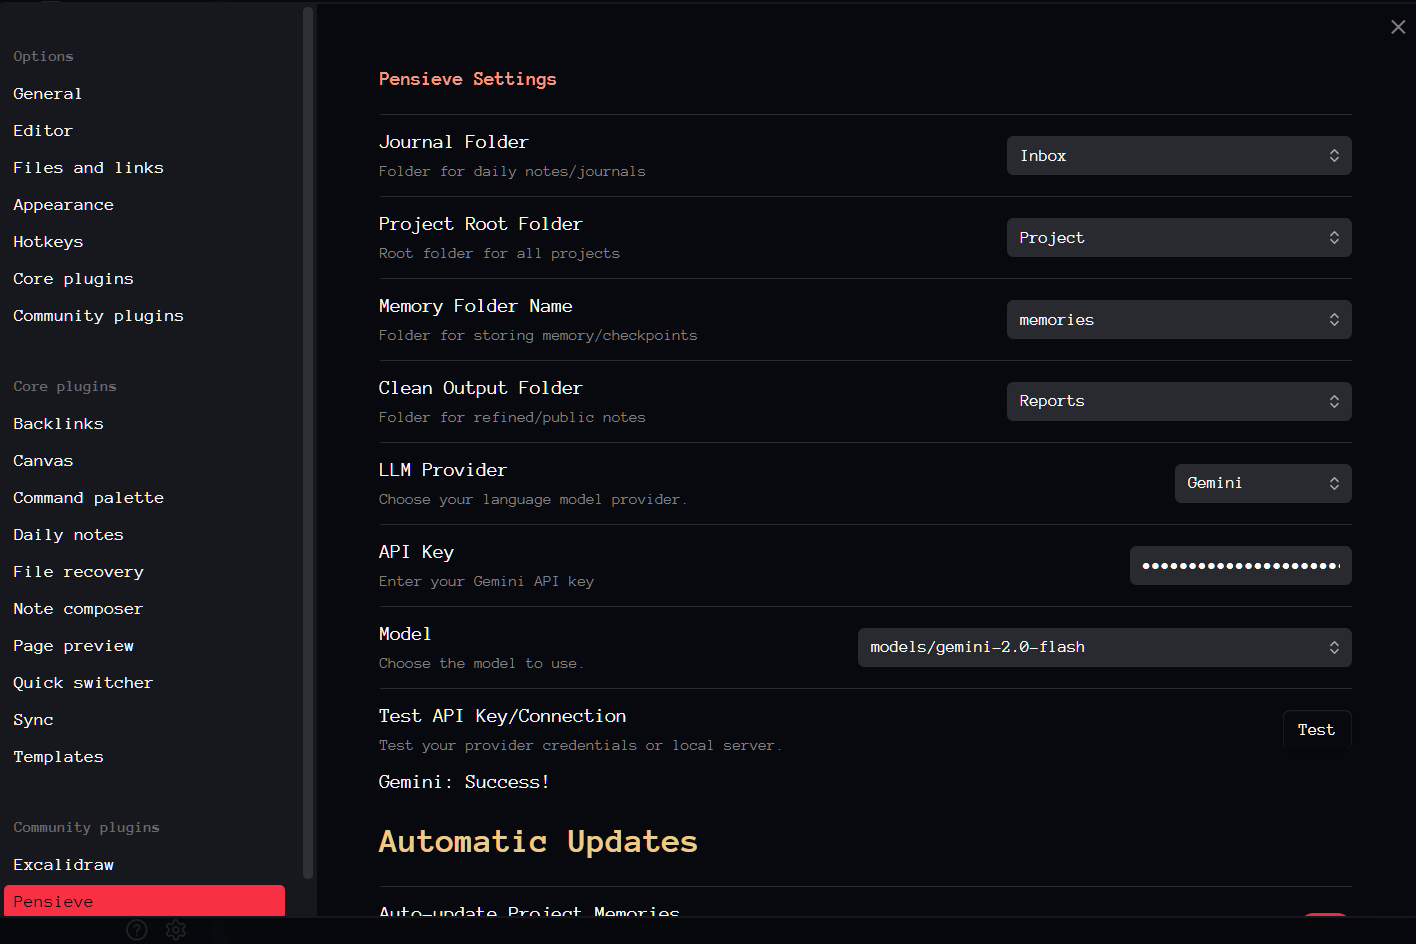 Options
General
Editor
Files and links
Appearance
Hotkeys
Core plugins
Community plugins
Core plugins
Backlinks
Canvas
Command palette
Daily notes
File recovery
Note composer
Page preview
Quick switcher
Sync
Templates
Community plugins
Excalidraw
Pensieve
Pensieve Settings
Journal Folder
Folder for daily notes/journals
Inbox
Project Root Folder
Root folder for all projects
Project
Memory Folder Name
Folder for storing memory/checkpoints
memories
Clean Output Folder
Folder for refined/public notes
Reports
LLM Provider
Choose your language model provider.
Gemini
API Key
Enter your Gemini API key
Model
Choose the model to use.
models/gemini-2.0-flash
Test API Key/Connection
Test your provider credentials or local server.
Test
Gemini: Success!
Automatic Updates
Auto-update Project Memories